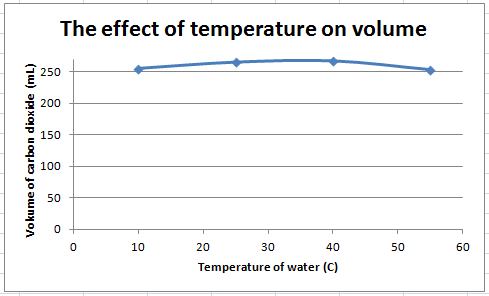 The effect of temperature on volume
Vokume of carbon dioxide (mL)
250
200
150
100
50
0
0 10 20 30 40 50 60
Temperature of water (C)